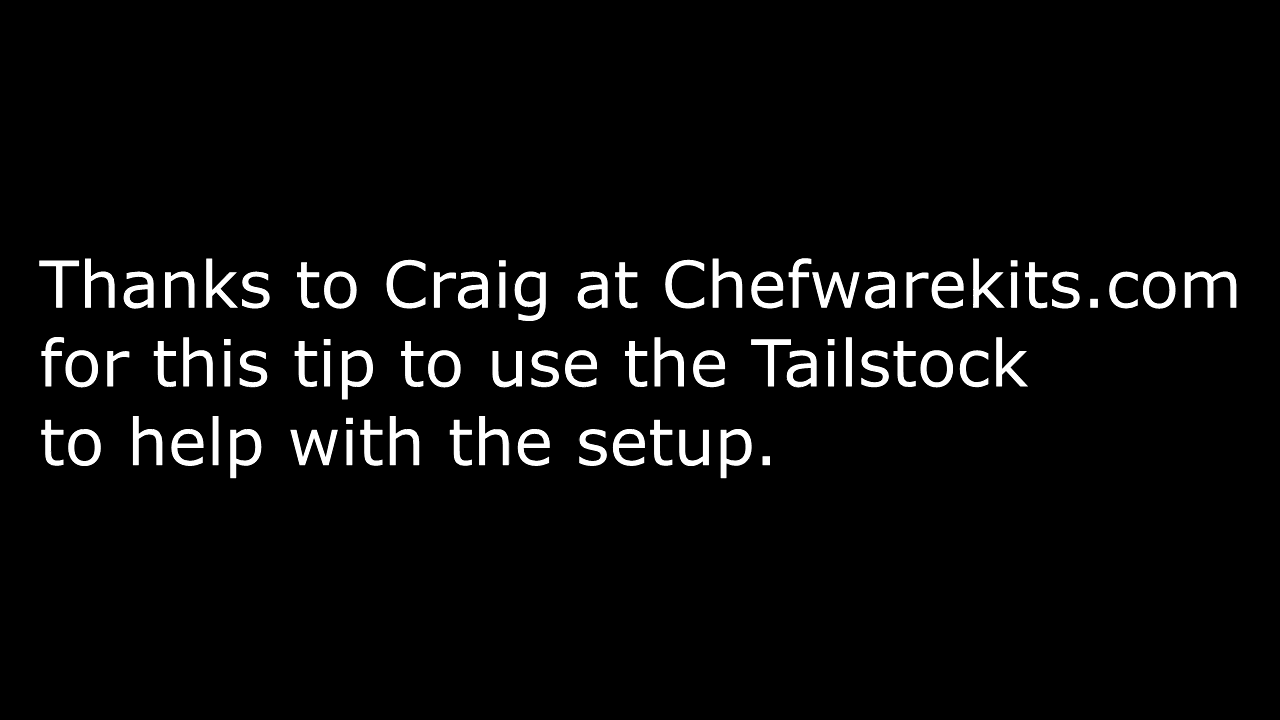 Thanks to Craig at Chefwarekits.com
for this tip to use the Tailstock
to help with the setup.